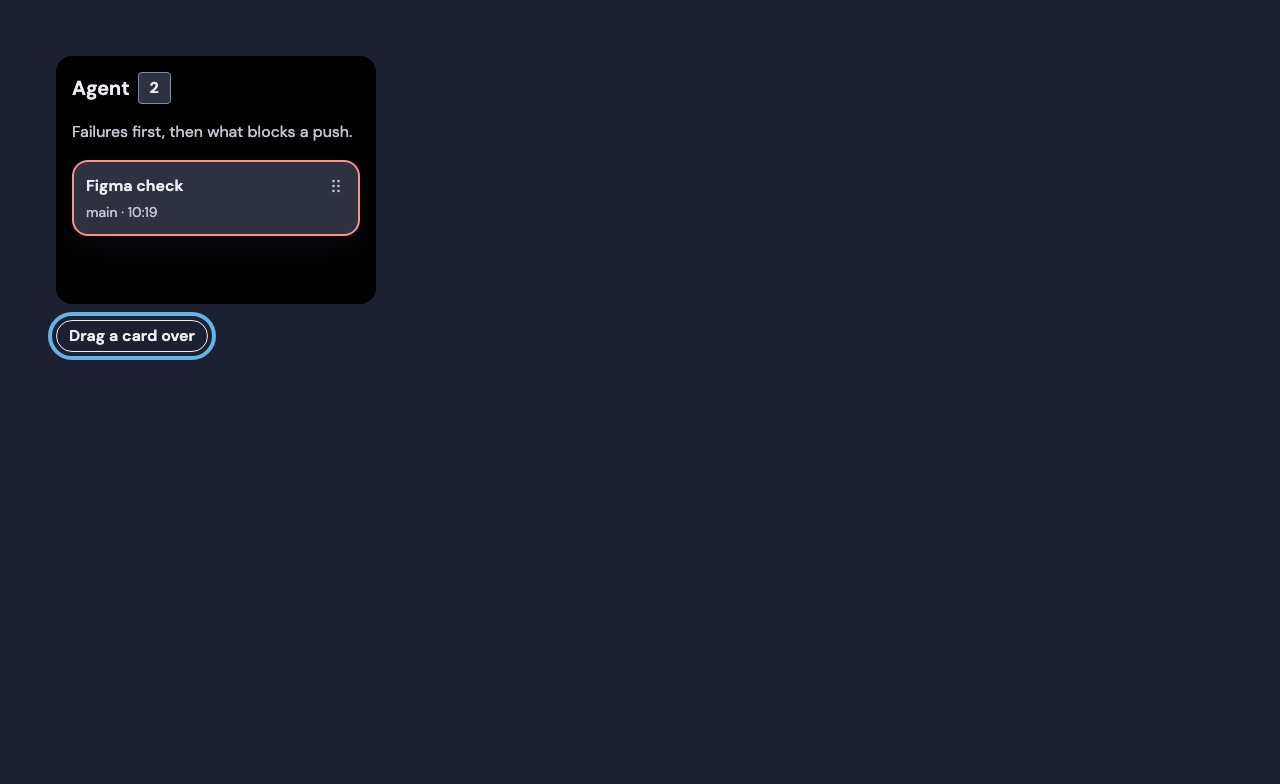 Agent 2
Failures first, then what blocks a push.
Figma check
main · 10:19
Drag a card over